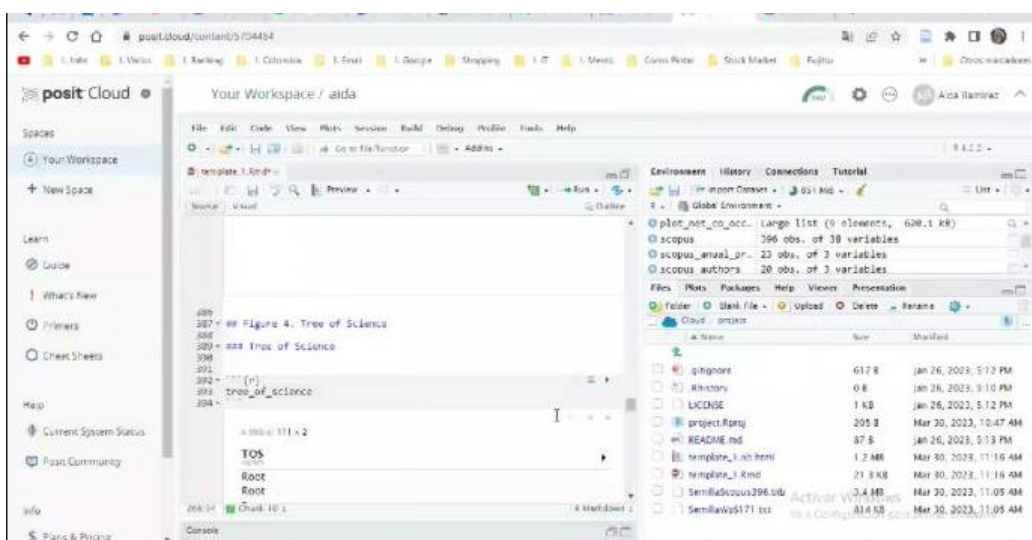 posit.cloud/content/5704454
Shopping
Stock Market
Fujitsu
Otros marcadores
posit Cloud
Your Workspace / aida
Aida Ramirez
Spaces
Your Workspace
New Space
Learn
Guide
What's New
Primers
Cheat Sheets
Help
Current System Status
Posit Community
Info
Plans & Pricing
File Edit Code View Plots Session Build Debug Profile Tools Help
Go to file/function
Addins
R 4.2.2
template_1.Rmd*
Preview
Run
Source Visual
Outline
386
387 ## Figure 4. Tree of Science
388
389 ### Tree of Science
390
391
392 ```{r}
393 tree_of_science
394 ```
A tibble: 111 x 2
TOS
Root
Root
268:34 Chunk 10
R Markdown
Console
Environment History Connections Tutorial
Import Dataset 651 MiB List
R Global Environment
plot_net_co_occ… Large list (9 elements, 620.1 kB)
scopus 396 obs. of 38 variables
scopus_anual_pr… 23 obs. of 3 variables
scopus_authors 20 obs. of 3 variables
Files Plots Packages Help Viewer Presentation
Folder Blank File Upload Delete Rename
Cloud project
Name Size Modified
.gitignore 617 B Jan 26, 2023, 5:12 PM
.Rhistory 0 B Jan 26, 2023, 5:10 PM
LICENSE 1 KB Jan 26, 2023, 5:12 PM
project.Rproj 205 B Mar 30, 2023, 10:47 AM
README.md 87 B Jan 26, 2023, 5:13 PM
template_1.nb.html 1.2 MB Mar 30, 2023, 11:16 AM
template_1.Rmd 21.3 KB Mar 30, 2023, 11:16 AM
SemillaScopus396.bib 3.4 MB Mar 30, 2023, 11:05 AM
SemillaWoS171.txt 814 KB Mar 30, 2023, 11:05 AM
Activar Windows